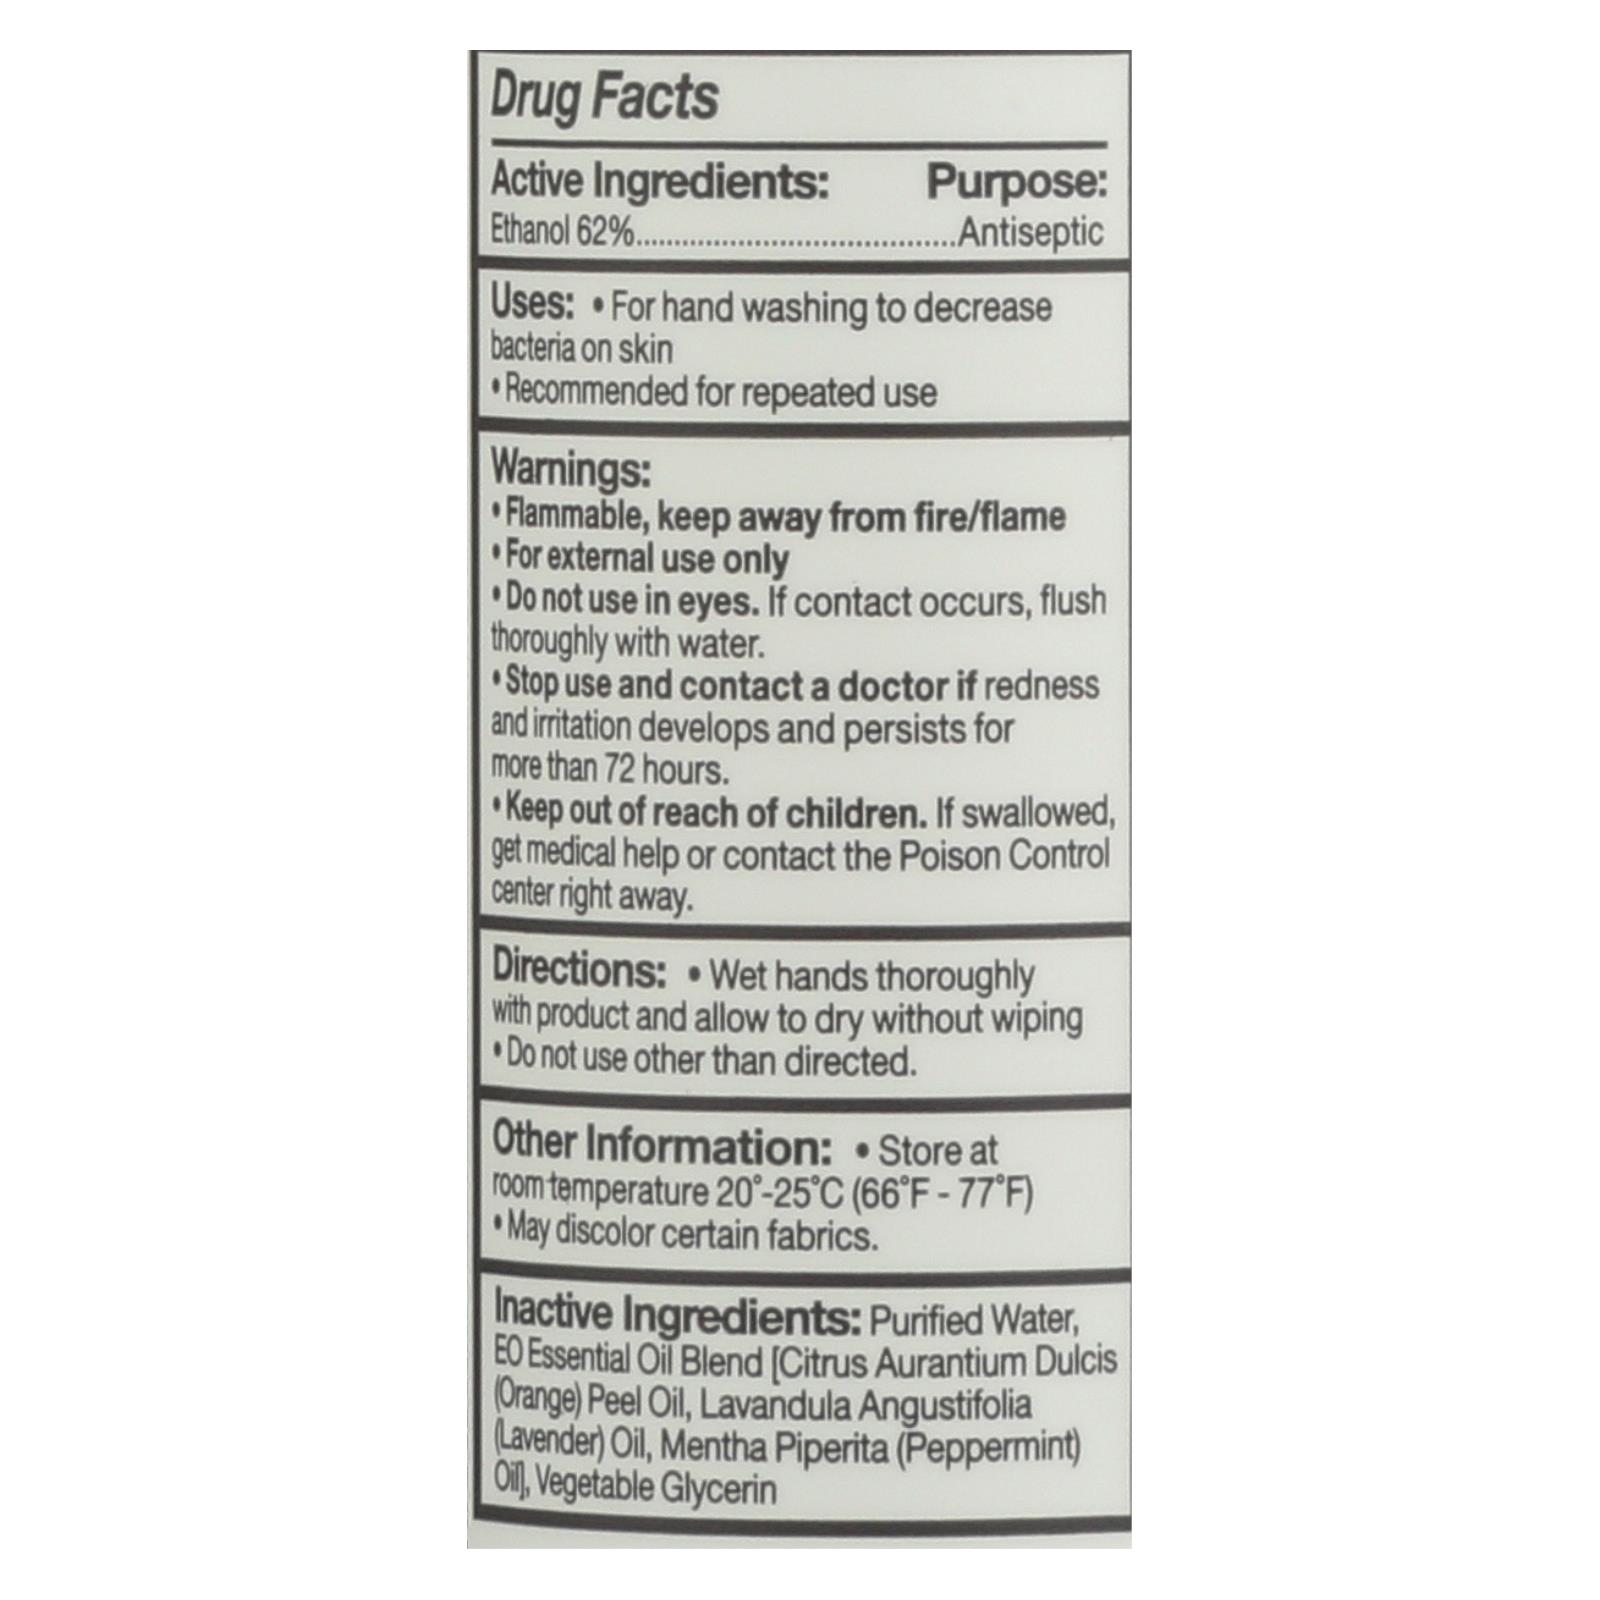 Drug Facts
Active Ingredients: Purpose:
Ethanol 62%......................................Antiseptic
Uses: • For hand washing to decrease
bacteria on skin
• Recommended for repeated use
Warnings:
• Flammable, keep away from fire/flame
• For external use only
• Do not use in eyes. If contact occurs, flush
thoroughly with water.
• Stop use and contact a doctor if redness
and irritation develops and persists for
more than 72 hours.
• Keep out of reach of children. If swallowed,
get medical help or contact the Poison Control
center right away.
Directions: • Wet hands thoroughly
with product and allow to dry without wiping
• Do not use other than directed.
Other Information: • Store at
room temperature 20°-25°C (66°F - 77°F)
• May discolor certain fabrics.
Inactive Ingredients: Purified Water,
EO Essential Oil Blend [Citrus Aurantium Dulcis
(Orange) Peel Oil, Lavandula Angustifolia
(Lavender) Oil, Mentha Piperita (Peppermint)
Oil], Vegetable Glycerin